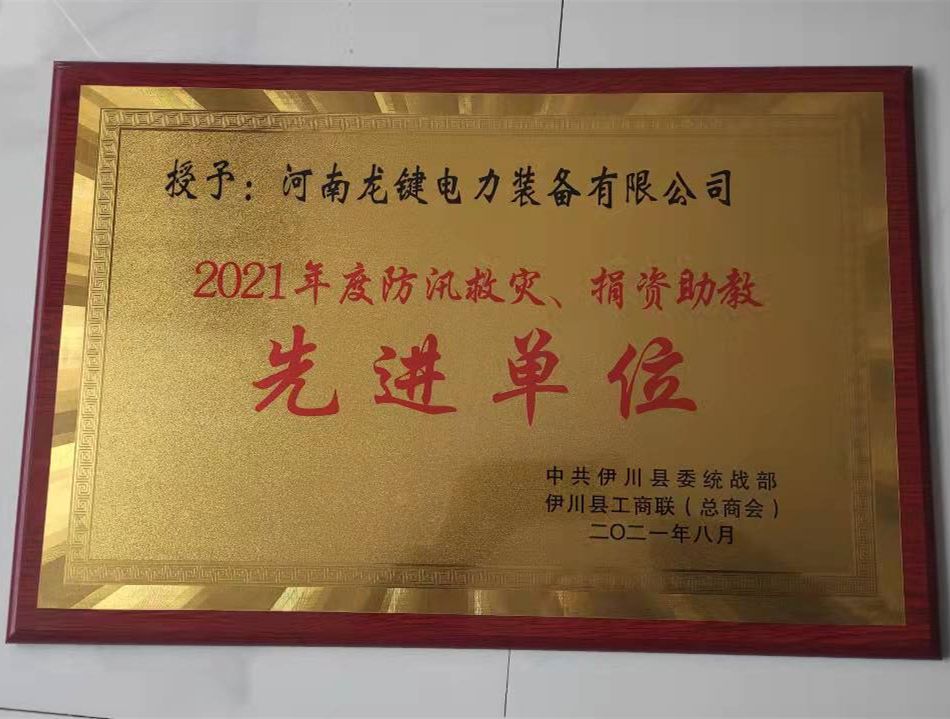 授予：河南龙键电力装备有限公司
2021年度防汛救灾、捐资助教
先进单位
中共伊川县委统战部
伊川县工商联（总商会）
二〇二一年八月